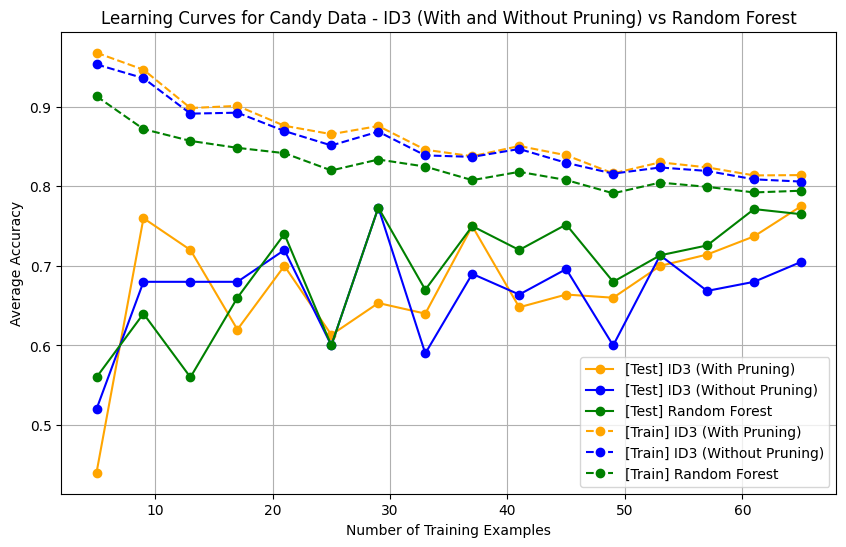 Learning Curves for Candy Data - ID3 (With and Without Pruning) vs Random Forest
Average Accuracy
0.9
0.8
0.7
0.6
0.5
[Test] ID3 (With Pruning)
[Test] ID3 (Without Pruning)
[Test] Random Forest
[Train] ID3 (With Pruning)
[Train] ID3 (Without Pruning)
[Train] Random Forest
10 20 30 40 50 60
Number of Training Examples